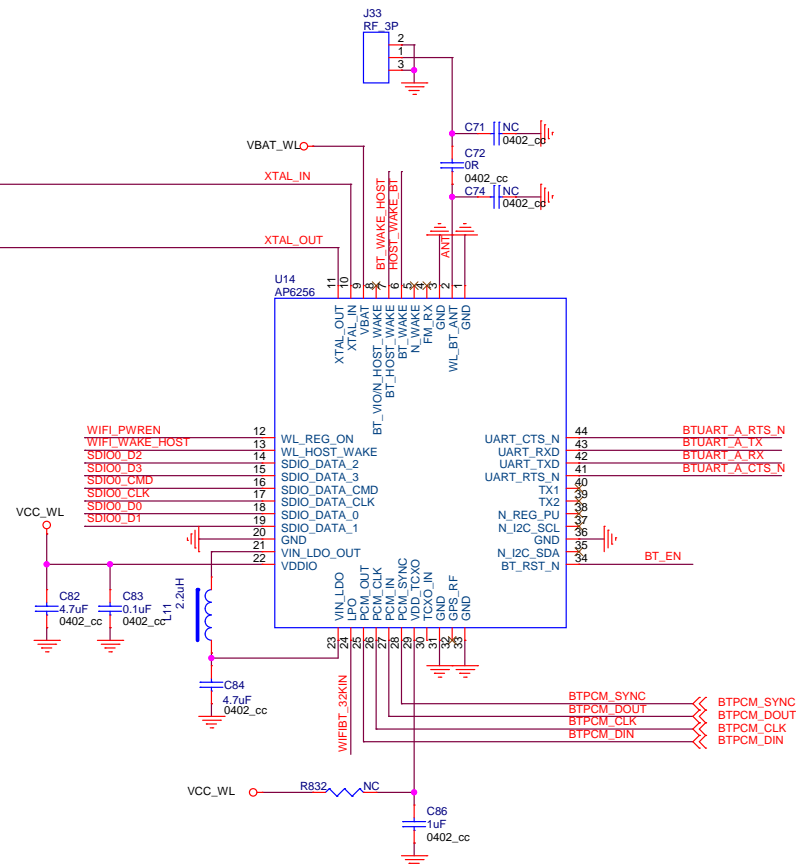 J33
RF_3P
2
1
3
C71
NC
0402_cc
VBAT_WL
C72
0R
0402_cc
XTAL_IN
C74
NC
0402_cc
BT_WAKE_HOST
HOST_WAKE_BT
XTAL_OUT
ANT
U14
AP6256
11
10
9
8
7
6
5
4
3
2
1
XTAL_OUT
XTAL_IN
VBAT
BT_VIO/N_HOST_WAKE
BT_HOST_WAKE
BT_WAKE
N_WAKE
FM_RX
GND
WL_BT_ANT
GND
WIFI_PWREN 12 WL_REG_ON
WIFI_WAKE_HOST 13 WL_HOST_WAKE
SDIO0_D2 14 SDIO_DATA_2
SDIO0_D3 15 SDIO_DATA_3
SDIO0_CMD 16 SDIO_DATA_CMD
SDIO0_CLK 17 SDIO_DATA_CLK
SDIO0_D0 18 SDIO_DATA_0
SDIO0_D1 19 SDIO_DATA_1
20 GND
21 VIN_LDO_OUT
22 VDDIO
UART_CTS_N 44 BTUART_A_RTS_N
UART_RXD 43 BTUART_A_TX
UART_TXD 42 BTUART_A_RX
UART_RTS_N 41 BTUART_A_CTS_N
TX1 40
TX2 39
N_REG_PU 38
N_I2C_SCL 37
GND 36
N_I2C_SDA 35
BT_RST_N 34 BT_EN
VCC_WL
C82
4.7uF
0402_cc
C83
0.1uF
0402_cc
L11
2.2uH
VIN_LDO
LPO
PCM_OUT
PCM_CLK
PCM_IN
PCM_SYNC
VDD_TCXO
TCXO_IN
GND
GPS_RF
GND
23
24
25
26
27
28
29
30
31
32
33
C84
4.7uF
0402_cc
WIFIBT_32KIN
BTPCM_SYNC BTPCM_SYNC
BTPCM_DOUT BTPCM_DOUT
BTPCM_CLK BTPCM_CLK
BTPCM_DIN BTPCM_DIN
VCC_WL
R832
NC
C86
1uF
0402_cc